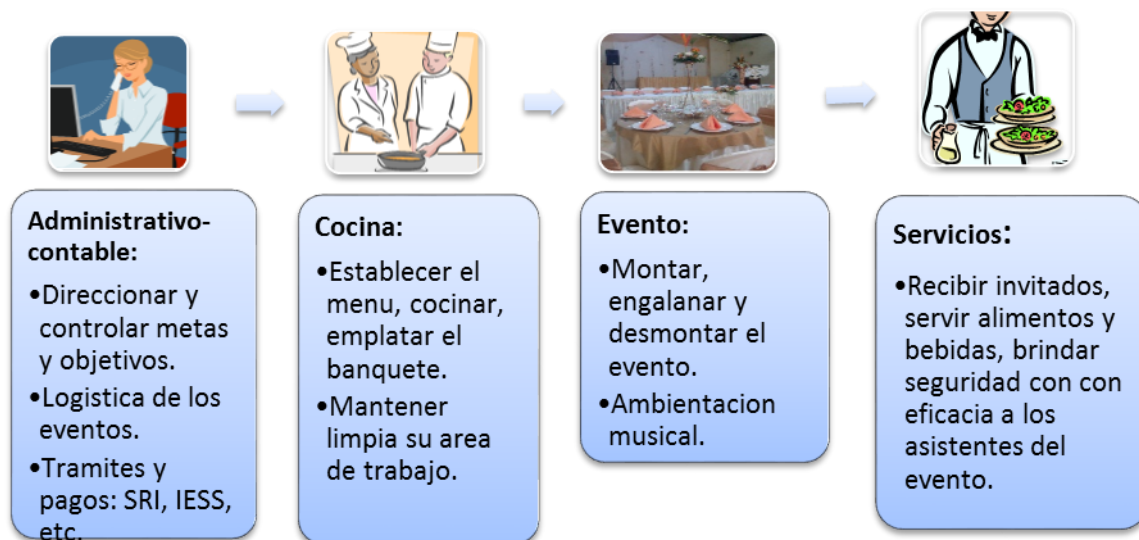 Administrativo-
contable:
•Direccionar y
controlar metas
y objetivos.
•Logistica de los
eventos.
•Tramites y
pagos: SRI, IESS,
etc.
Cocina:
•Establecer el
menu, cocinar,
emplatar el
banquete.
•Mantener
limpia su area
de trabajo.
Evento:
•Montar,
engalanar y
desmontar el
evento.
•Ambientacion
musical.
Servicios:
•Recibir invitados,
servir alimentos y
bebidas, brindar
seguridad con con
eficacia a los
asistentes del
evento.